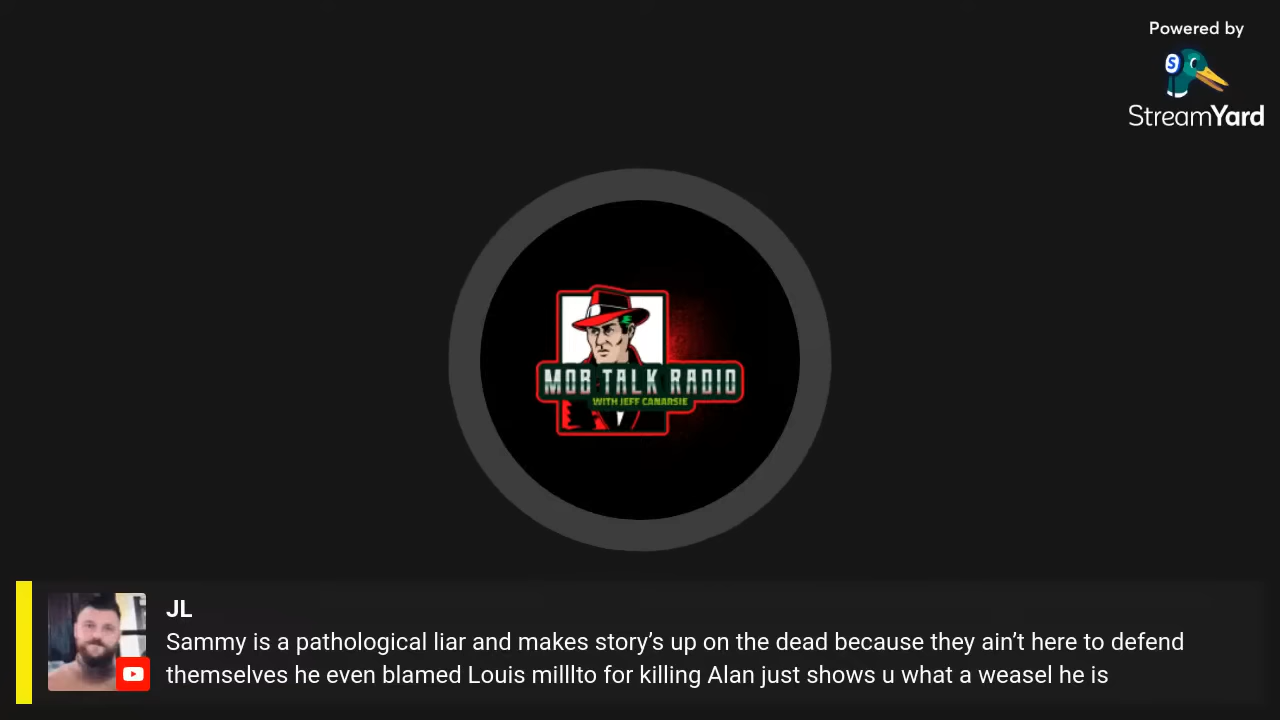 Powered by
S
StreamYard
MOB TALK RADIO
WITH JEFF CANARSIE
JL
Sammy is a pathological liar and makes story’s up on the dead because they ain’t here to defend
themselves he even blamed Louis milllto for killing Alan just shows u what a weasel he is